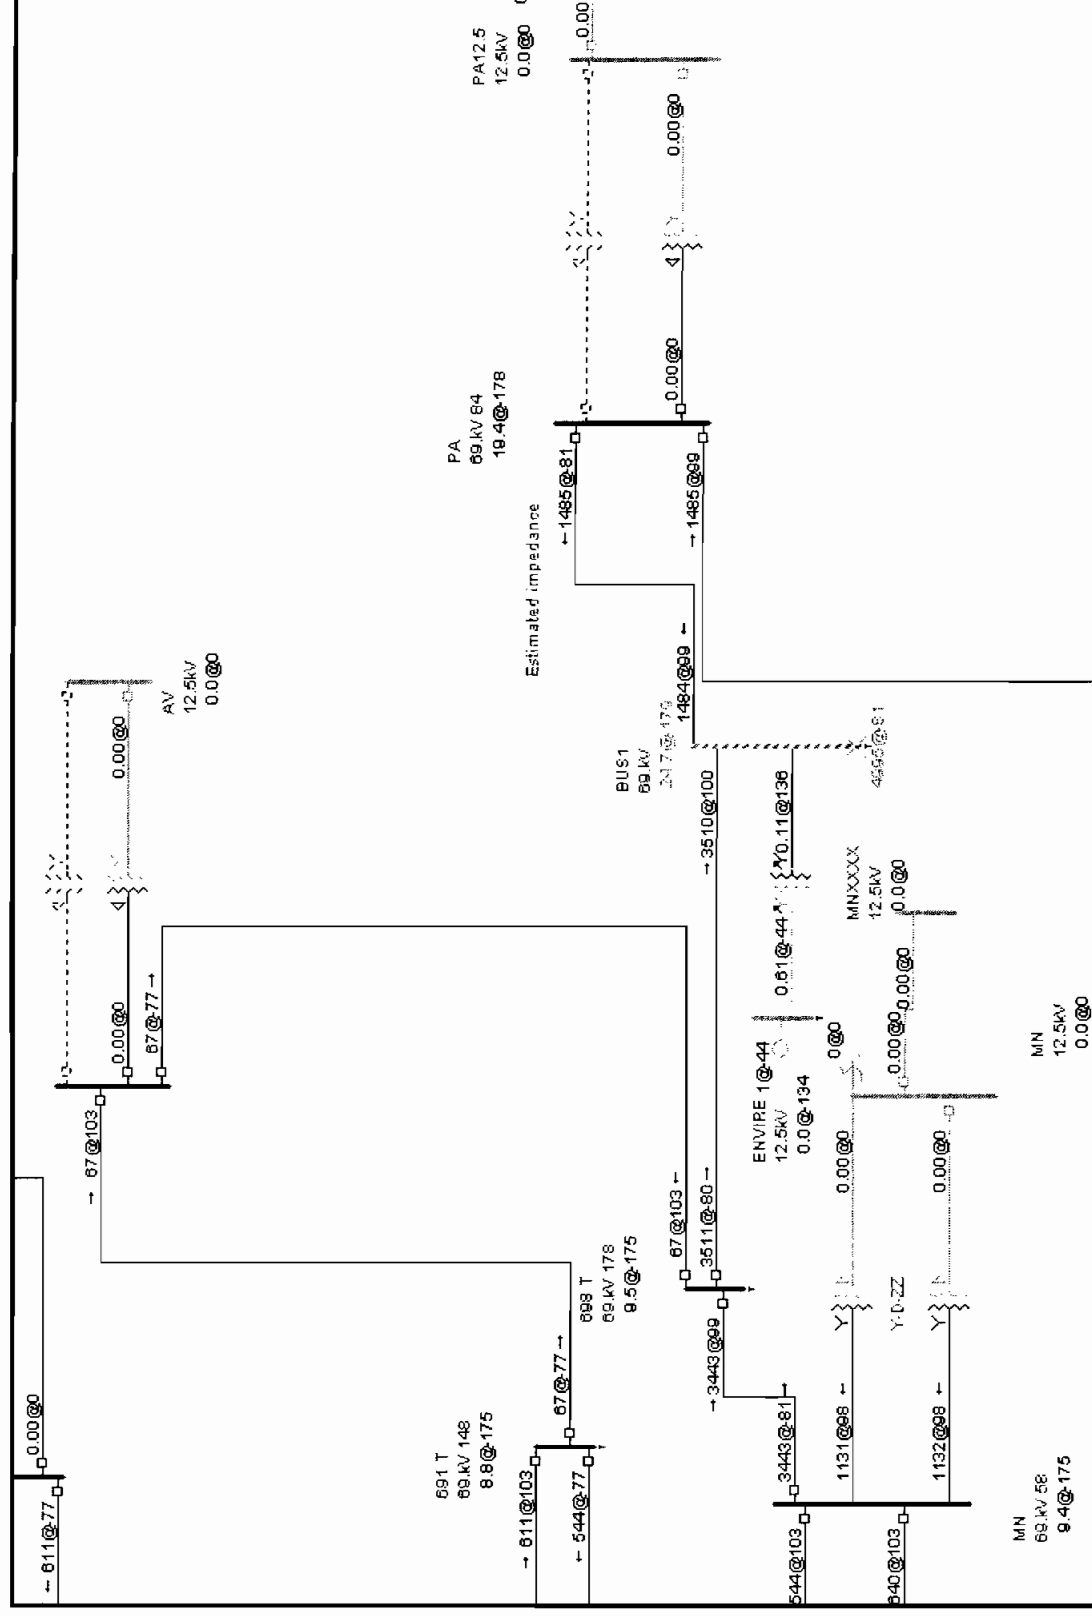 PA12.5
12.5kV
0.0@0
0.00
0.00@0
0.00@0
PA
69.kV 84
19.4@-178
←1485@-81
→1485@99
Estimated impedance
AV
12.5kV
0.0@0
0.00@0
0.00@0
67@-77→
→ 67@103
BUS1
69.kV
1484@99 ←
→3510@100
Y0.11@136
4990@-81
0.61@-44
MNXXXX
12.5kV
0.0@0
0.00@0
0.00@0
ENVIRE 1@-44
12.5kV
0.0@-134
0@0
MN
12.5kV
0.0@0
67@103 ←
3511@-80→
698 T
69.kV 178
9.5@-175
→3443@99
←
3443@-81
0.00@0
0.00@0
Y
Y-D-ZZ
Y
1131@98 ←
1132@98 ←
0.00@0
← 611@-77
691 T
69.kV 148
8.8@-175
67@-77→
→ 611@103
← 544@-77
544@103
640@103
MN
69.kV 58
9.4@-175